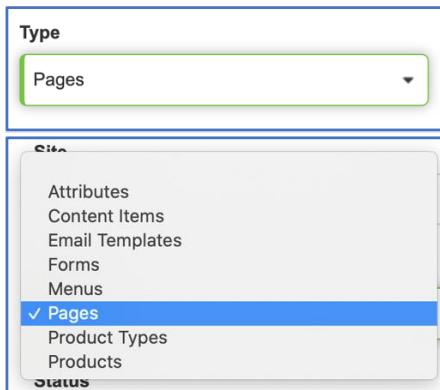 Type
Pages
Site
Attributes
Content Items
Email Templates
Forms
Menus
✓ Pages
Product Types
Products
Status